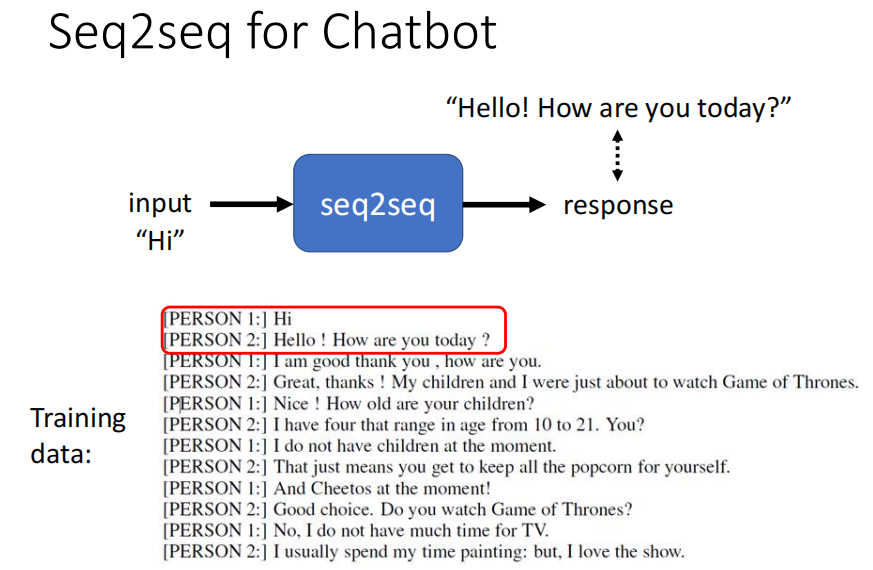 Seq2seq for Chatbot
“Hello! How are you today?”
input
seq2seq
response
“Hi”
[PERSON 1:] Hi
[PERSON 2:] Hello ! How are you today ?
[PERSON 1:] I am good thank you , how are you.
[PERSON 2:] Great, thanks ! My children and I were just about to watch Game of Thrones.
[PERSON 1:] Nice ! How old are your children?
Training
data:
[PERSON 2:] I have four that range in age from 10 to 21. You?
[PERSON 1:] I do not have children at the moment.
[PERSON 2:] That just means you get to keep all the popcorn for yourself.
[PERSON 1:] And Cheetos at the moment!
[PERSON 2:] Good choice. Do you watch Game of Thrones?
[PERSON 1:] No, I do not have much time for TV.
[PERSON 2:] I usually spend my time painting: but, I love the show.